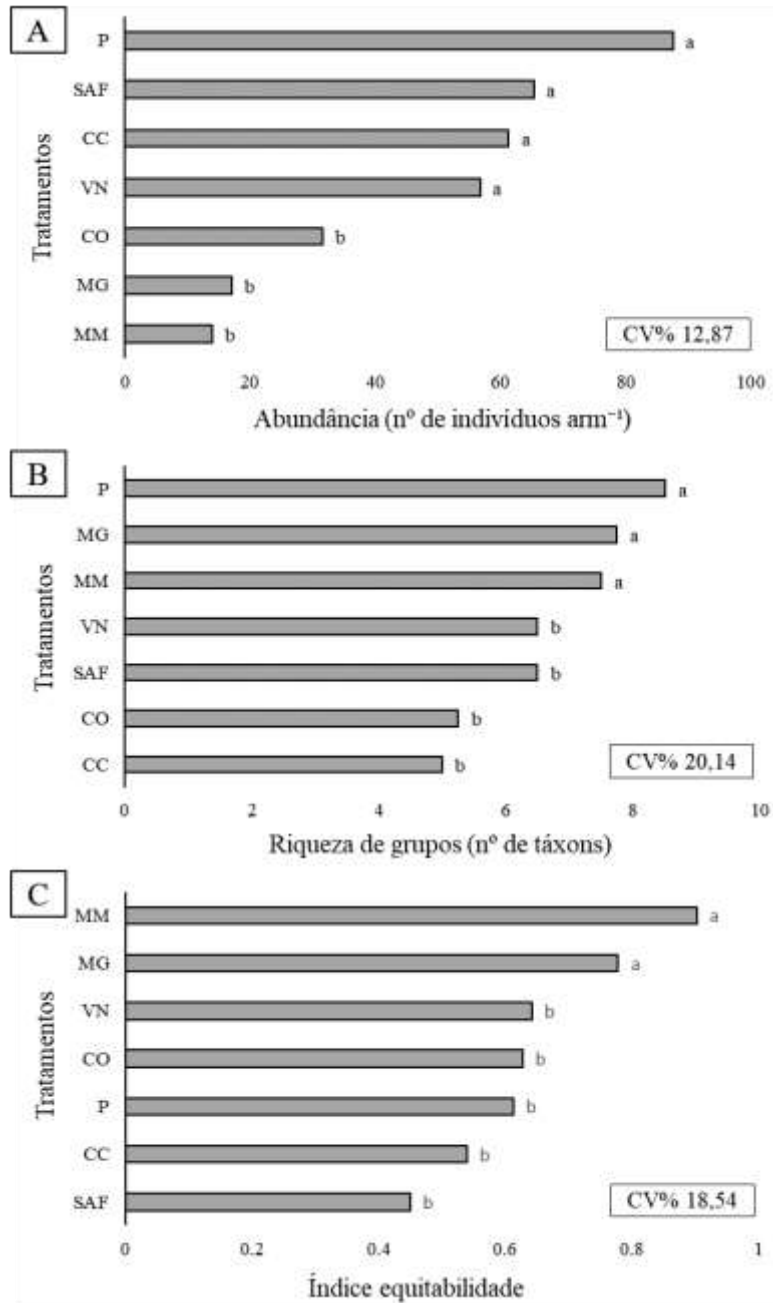 A
Tratamentos
P a
SAF a
CC a
VN a
CO b
MG b
MM b
CV% 12,87
0 20 40 60 80 100
Abundância (nº de indivíduos arm⁻¹)
B
Tratamentos
P a
MG a
MM a
VN b
SAF b
CO b
CC b
CV% 20,14
0 2 4 6 8 10
Riqueza de grupos (nº de táxons)
C
Tratamentos
MM a
MG a
VN b
CO b
P b
CC b
SAF b
CV% 18,54
0 0.2 0.4 0.6 0.8 1
Índice equitabilidade